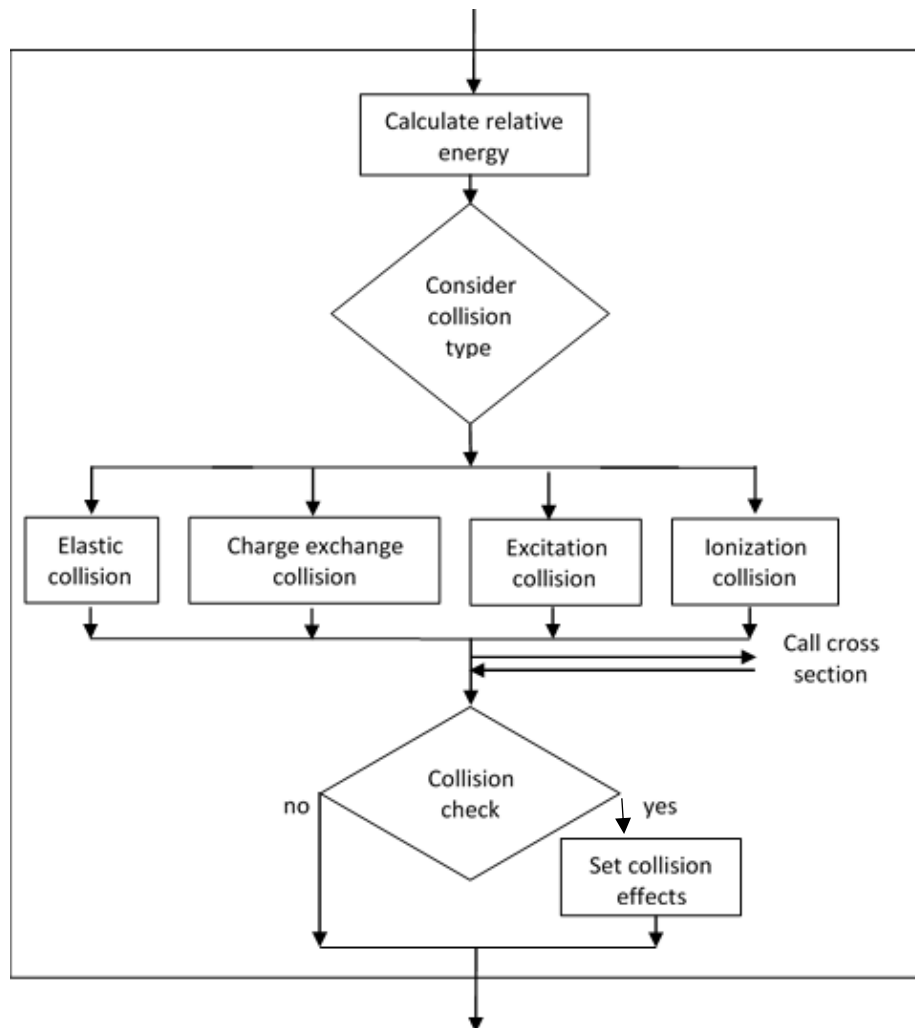 Calculate relative
energy
Consider
collision
type
Elastic
collision
Charge exchange
collision
Excitation
collision
Ionization
collision
Call cross
section
Collision
check
no
yes
Set collision
effects